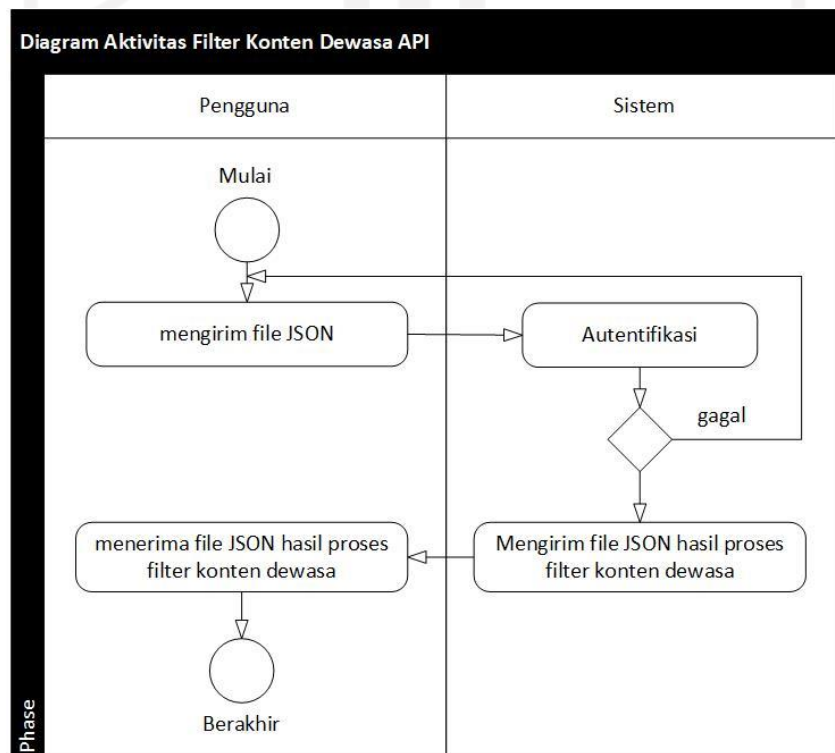 Diagram Aktivitas Filter Konten Dewasa API
Pengguna
Sistem
Mulai
mengirim file JSON
Autentifikasi
gagal
menerima file JSON hasil proses
filter konten dewasa
Mengirim file JSON hasil proses
filter konten dewasa
Berakhir
Phase